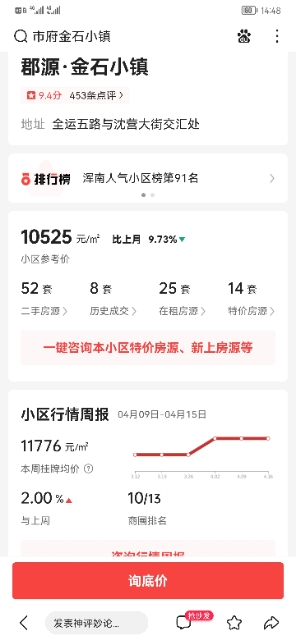 14:48
市府金石小镇
郡源·金石小镇
9.4分 453条点评
地址 全运五路与沈营大街交汇处
排行榜 浑南人气小区榜第91名
10525 元/㎡ 比上月 9.73%
小区参考价
52 套 8 套 25 套 14 套
二手房源 历史成交 在租房源 特价房源
一键咨询本小区特价房源、新上房源等
小区行情周报 04月09日-04月15日
11776 元/㎡
本周挂牌均价
2.00 % 10/13
与上周 商圈排名
咨询行情周报
询底价
抢沙发
发表神评妙论...